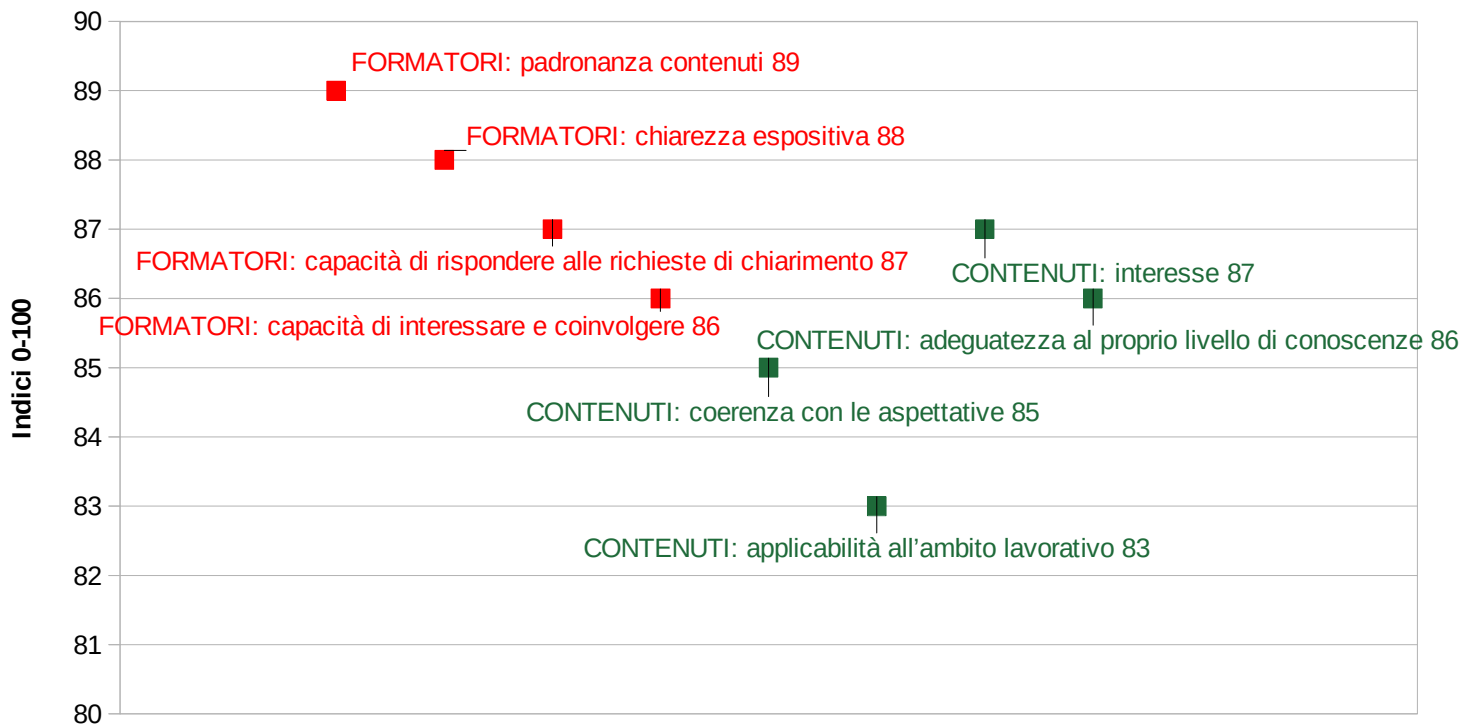 90
FORMATORI: padronanza contenuti 89
89
FORMATORI: chiarezza espositiva 88
88
87
FORMATORI: capacità di rispondere alle richieste di chiarimento 87
CONTENUTI: interesse 87
86
FORMATORI: capacità di interessare e coinvolgere 86
CONTENUTI: adeguatezza al proprio livello di conoscenze 86
Indici 0-100
85
CONTENUTI: coerenza con le aspettative 85
84
83
CONTENUTI: applicabilità all’ambito lavorativo 83
82
81
80